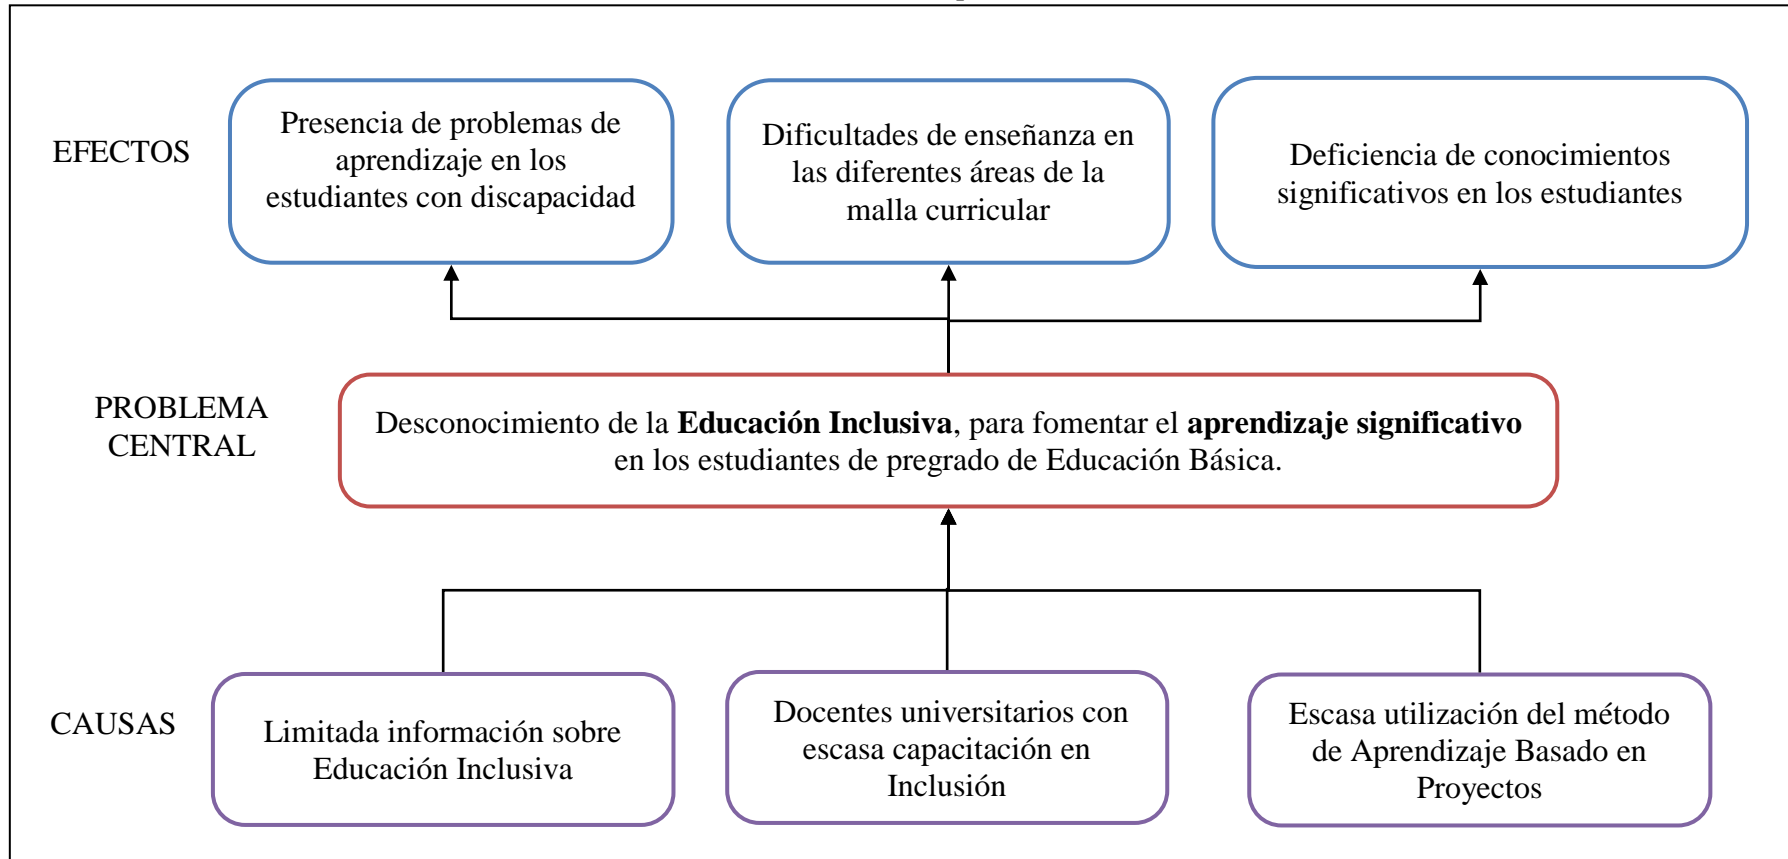 EFECTOS
Presencia de problemas de
aprendizaje en los
estudiantes con discapacidad
Dificultades de enseñanza en
las diferentes áreas de la
malla curricular
Deficiencia de conocimientos
significativos en los estudiantes
PROBLEMA
CENTRAL
Desconocimiento de la Educación Inclusiva, para fomentar el aprendizaje significativo
en los estudiantes de pregrado de Educación Básica.
CAUSAS
Limitada información sobre
Educación Inclusiva
Docentes universitarios con
escasa capacitación en
Inclusión
Escasa utilización del método
de Aprendizaje Basado en
Proyectos